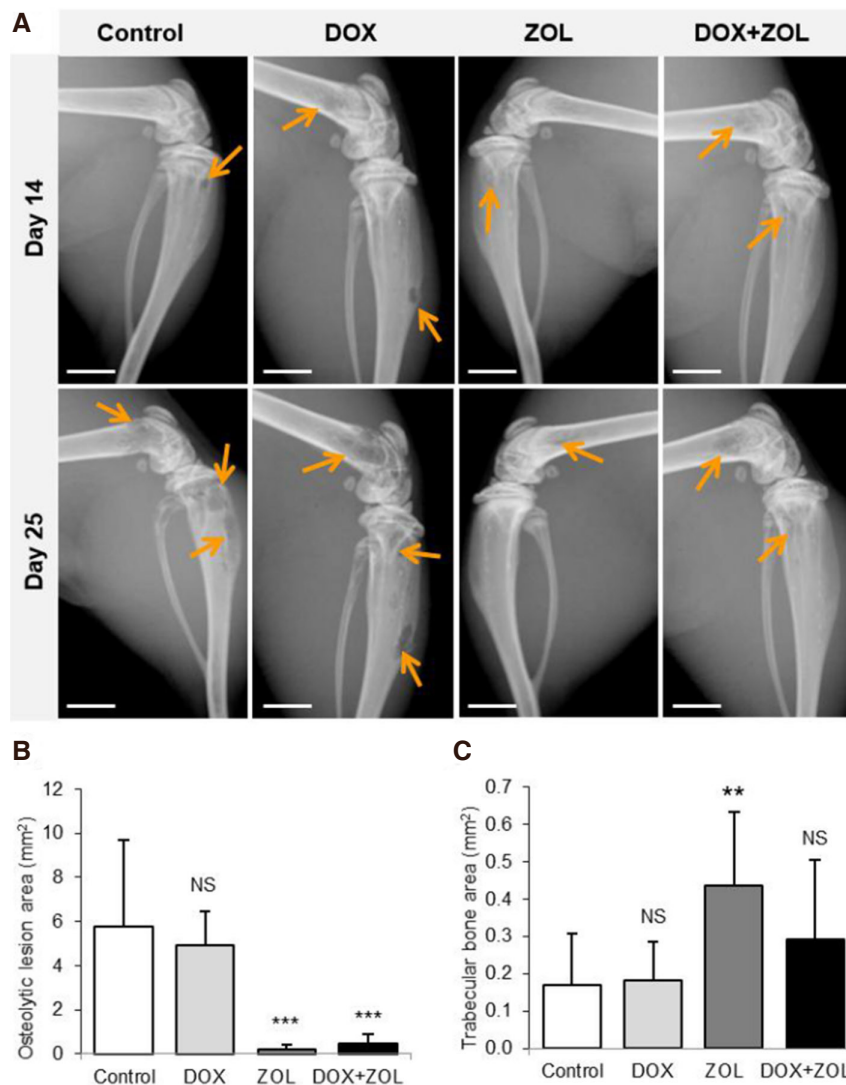 A
Control DOX ZOL DOX+ZOL
Day 14
Day 25
B
Osteolytic lesion area (mm²)
12
10
8
6
4
2
0
NS
***
***
Control DOX ZOL DOX+ZOL
C
Trabecular bone area (mm²)
0.7
0.6
0.5
0.4
0.3
0.2
0.1
0.0
NS
**
NS
Control DOX ZOL DOX+ZOL